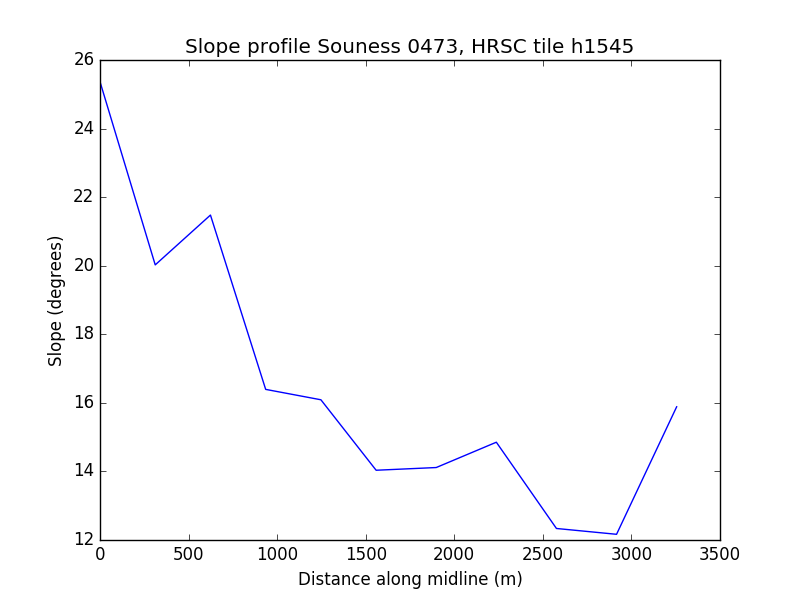 Slope profile Souness 0473, HRSC tile h1545
26
24
22
20
18
16
14
12
Slope (degrees)
0 500 1000 1500 2000 2500 3000 3500
Distance along midline (m)